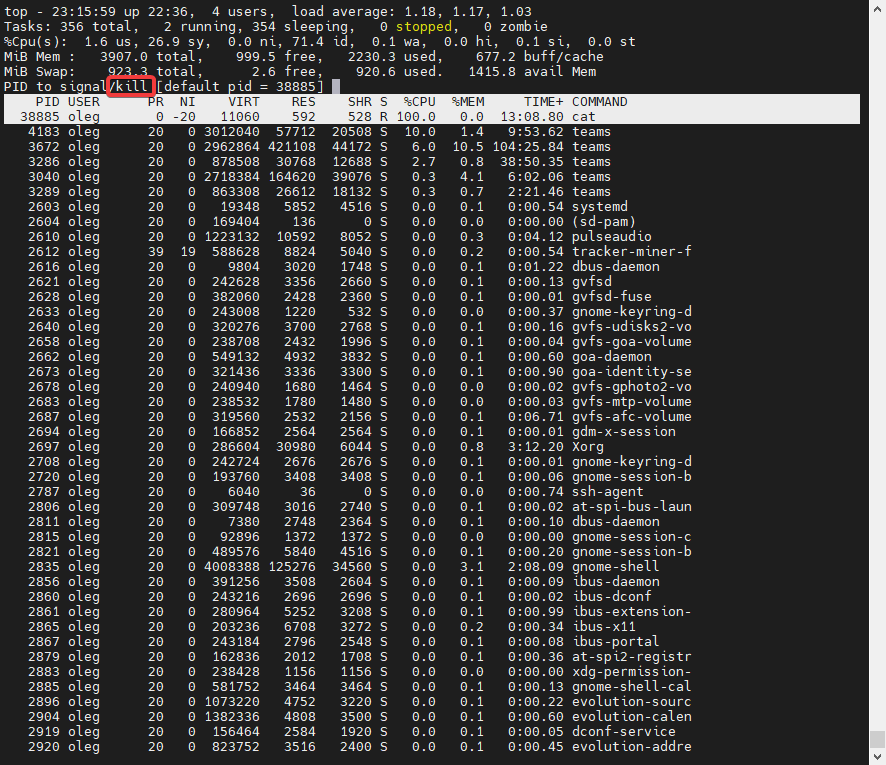 top - 23:15:59 up 22:36,  4 users,  load average: 1.18, 1.17, 1.03
Tasks: 356 total,   2 running, 354 sleeping,   0 stopped,   0 zombie
%Cpu(s):  1.6 us, 26.9 sy,  0.0 ni, 71.4 id,  0.1 wa,  0.0 hi,  0.1 si,  0.0 st
MiB Mem :   3907.0 total,    999.5 free,   2230.3 used,    677.2 buff/cache
MiB Swap:    923.3 total,      2.6 free,    920.6 used.   1415.8 avail Mem
PID to signal/kill [default pid = 38885]
PID USER      PR  NI    VIRT    RES    SHR S  %CPU  %MEM     TIME+ COMMAND
38885 oleg       0 -20   11060    592    528 R 100.0   0.0  13:08.80 cat
4183 oleg      20   0 3012040  57712  20508 S  10.0   1.4   9:53.62 teams
3672 oleg      20   0 2962864 421108  44172 S   6.0  10.5 104:25.84 teams
3286 oleg      20   0  878508  30768  12688 S   2.7   0.8  38:50.35 teams
3040 oleg      20   0 2718384 164620  39076 S   0.3   4.1   6:02.06 teams
3289 oleg      20   0  863308  26612  18132 S   0.3   0.7   2:21.46 teams
2603 oleg      20   0   19348   5852   4516 S   0.0   0.1   0:00.54 systemd
2604 oleg      20   0  169404    136      0 S   0.0   0.0   0:00.00 (sd-pam)
2610 oleg      20   0 1223132  10592   8052 S   0.0   0.3   0:04.12 pulseaudio
2612 oleg      39  19  588628   8824   5040 S   0.0   0.2   0:00.54 tracker-miner-f
2616 oleg      20   0    9804   3020   1748 S   0.0   0.1   0:01.22 dbus-daemon
2621 oleg      20   0  242628   3356   2660 S   0.0   0.1   0:00.13 gvfsd
2628 oleg      20   0  382060   2428   2360 S   0.0   0.1   0:00.01 gvfsd-fuse
2633 oleg      20   0  243008   1220    532 S   0.0   0.0   0:00.37 gnome-keyring-d
2640 oleg      20   0  320276   3700   2768 S   0.0   0.1   0:00.16 gvfs-udisks2-vo
2658 oleg      20   0  238708   2432   1996 S   0.0   0.1   0:00.04 gvfs-goa-volume
2662 oleg      20   0  549132   4932   3832 S   0.0   0.1   0:00.60 goa-daemon
2673 oleg      20   0  321436   3336   3300 S   0.0   0.1   0:00.90 goa-identity-se
2678 oleg      20   0  240940   1680   1464 S   0.0   0.0   0:00.02 gvfs-gphoto2-vo
2683 oleg      20   0  238532   1780   1480 S   0.0   0.0   0:00.03 gvfs-mtp-volume
2687 oleg      20   0  319560   2532   2156 S   0.0   0.1   0:06.71 gvfs-afc-volume
2694 oleg      20   0  166852   2564   2564 S   0.0   0.1   0:00.01 gdm-x-session
2697 oleg      20   0  286604  30980   6044 S   0.0   0.8   3:12.20 Xorg
2708 oleg      20   0  242724   2676   2676 S   0.0   0.1   0:00.01 gnome-keyring-d
2720 oleg      20   0  193760   3408   3408 S   0.0   0.1   0:00.06 gnome-session-b
2787 oleg      20   0    6040     36      0 S   0.0   0.0   0:00.74 ssh-agent
2806 oleg      20   0  309748   3016   2740 S   0.0   0.1   0:00.02 at-spi-bus-laun
2811 oleg      20   0    7380   2748   2364 S   0.0   0.1   0:00.10 dbus-daemon
2815 oleg      20   0   92896   1372   1372 S   0.0   0.0   0:00.00 gnome-session-c
2821 oleg      20   0  489576   5840   4516 S   0.0   0.1   0:00.20 gnome-session-b
2835 oleg      20   0 4008388 125276  34560 S   0.0   3.1   2:08.09 gnome-shell
2856 oleg      20   0  391256   3508   2604 S   0.0   0.1   0:00.09 ibus-daemon
2860 oleg      20   0  243216   2696   2696 S   0.0   0.1   0:00.02 ibus-dconf
2861 oleg      20   0  280964   5252   3208 S   0.0   0.1   0:00.99 ibus-extension-
2865 oleg      20   0  203236   6708   3272 S   0.0   0.2   0:00.34 ibus-x11
2867 oleg      20   0  243184   2796   2548 S   0.0   0.1   0:00.08 ibus-portal
2879 oleg      20   0  162836   2012   1708 S   0.0   0.1   0:00.36 at-spi2-registr
2883 oleg      20   0  238428   1156   1156 S   0.0   0.0   0:00.00 xdg-permission-
2885 oleg      20   0  581752   3464   3464 S   0.0   0.1   0:00.13 gnome-shell-cal
2896 oleg      20   0 1073220   4752   3220 S   0.0   0.1   0:00.22 evolution-sourc
2904 oleg      20   0 1382336   4808   3500 S   0.0   0.1   0:00.60 evolution-calen
2919 oleg      20   0  156464   2584   1920 S   0.0   0.1   0:00.05 dconf-service
2920 oleg      20   0  823752   3516   2400 S   0.0   0.1   0:00.45 evolution-addre